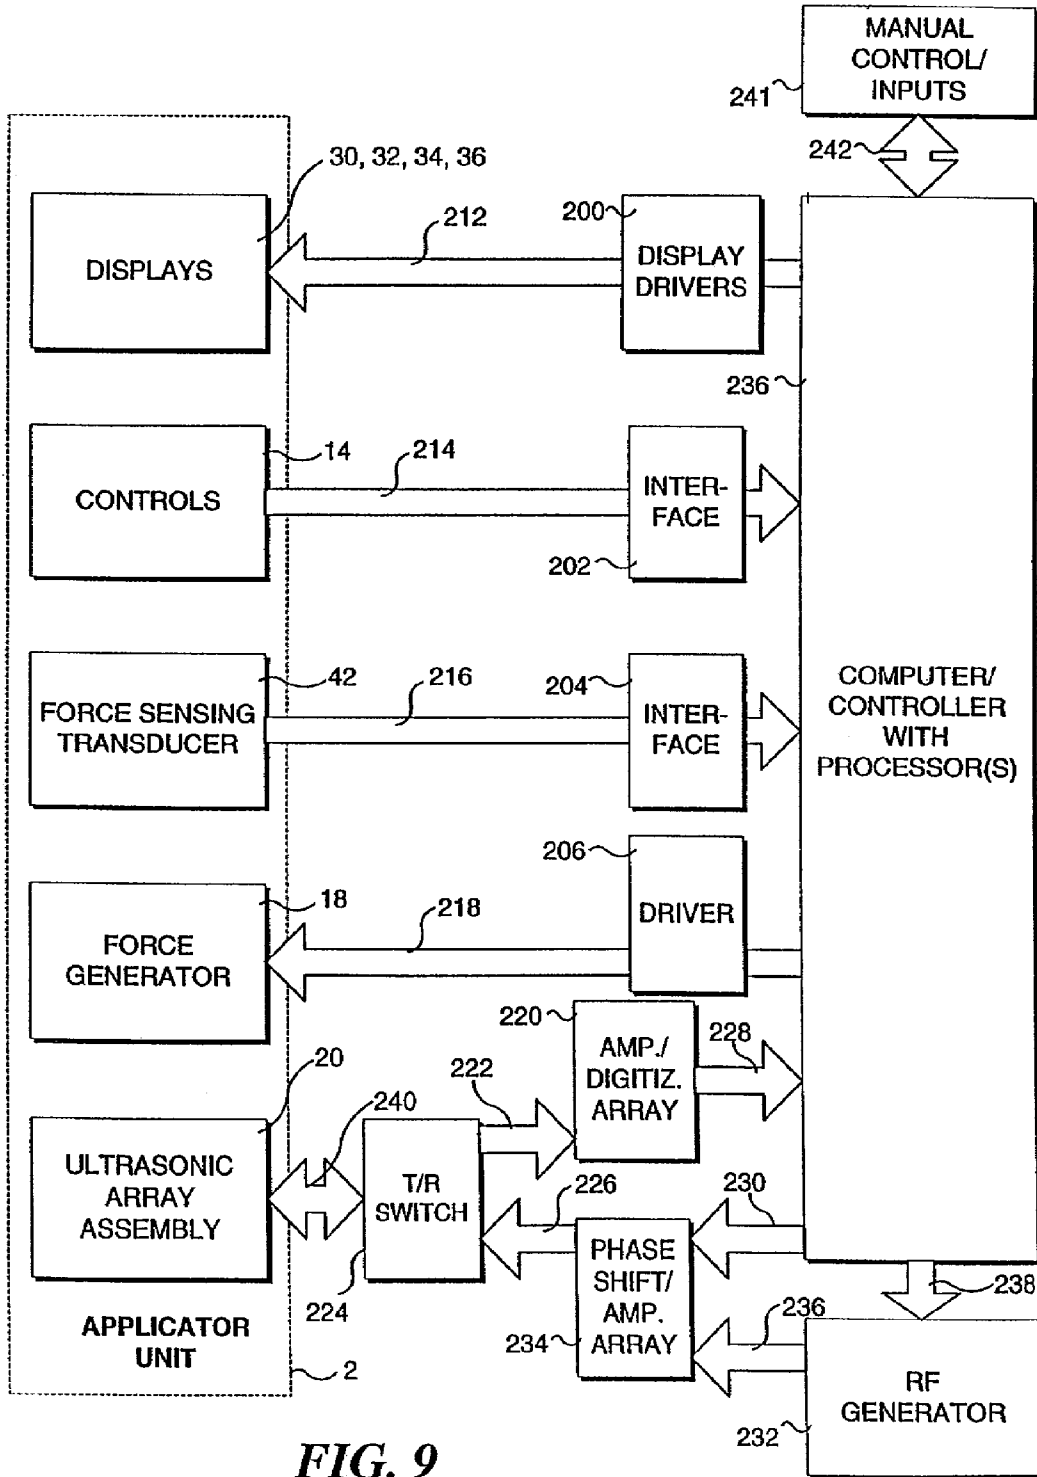 MANUAL
CONTROL/
INPUTS
241
242
30, 32, 34, 36
DISPLAYS
212
200
DISPLAY
DRIVERS
236
14
CONTROLS
214
INTER-
FACE
202
42
FORCE SENSING
TRANSDUCER
216
204
INTER-
FACE
COMPUTER/
CONTROLLER
WITH
PROCESSOR(S)
206
DRIVER
18
FORCE
GENERATOR
218
220
AMP./
DIGITIZ.
ARRAY
228
222
20
240
ULTRASONIC
ARRAY
ASSEMBLY
T/R
SWITCH
224
226
230
PHASE
SHIFT/
AMP.
ARRAY
234
236
238
APPLICATOR
UNIT
2
RF
GENERATOR
232
FIG. 9